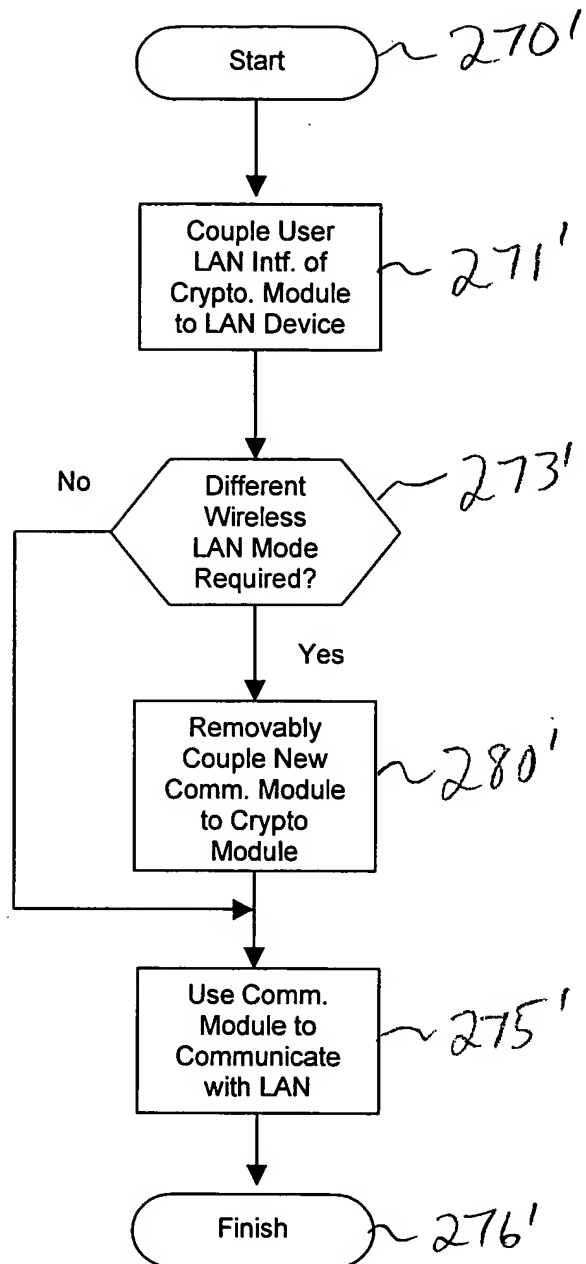 Start
270'
Couple User
LAN Intf. of
Crypto. Module
to LAN Device
271'
No
Different
Wireless
LAN Mode
Required?
273'
Yes
Removably
Couple New
Comm. Module
to Crypto
Module
280'
Use Comm.
Module to
Communicate
with LAN
275'
Finish
276'